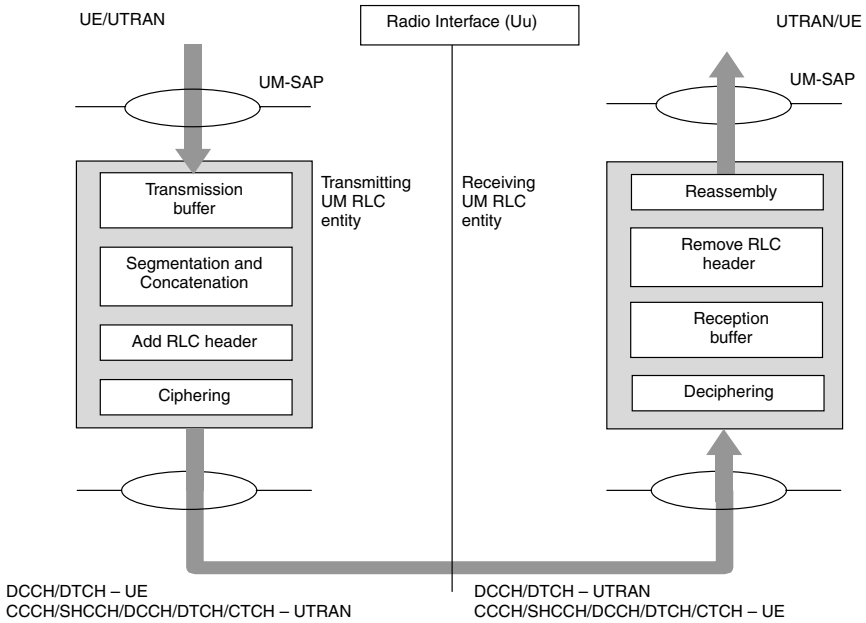 UE/UTRAN
Radio Interface (Uu)
UTRAN/UE
UM-SAP
UM-SAP
Transmission
buffer
Segmentation and
Concatenation
Add RLC header
Ciphering
Transmitting
UM RLC
entity
Receiving
UM RLC
entity
Reassembly
Remove RLC
header
Reception
buffer
Deciphering
DCCH/DTCH – UE
CCCH/SHCCH/DCCH/DTCH/CTCH – UTRAN
DCCH/DTCH – UTRAN
CCCH/SHCCH/DCCH/DTCH/CTCH – UE